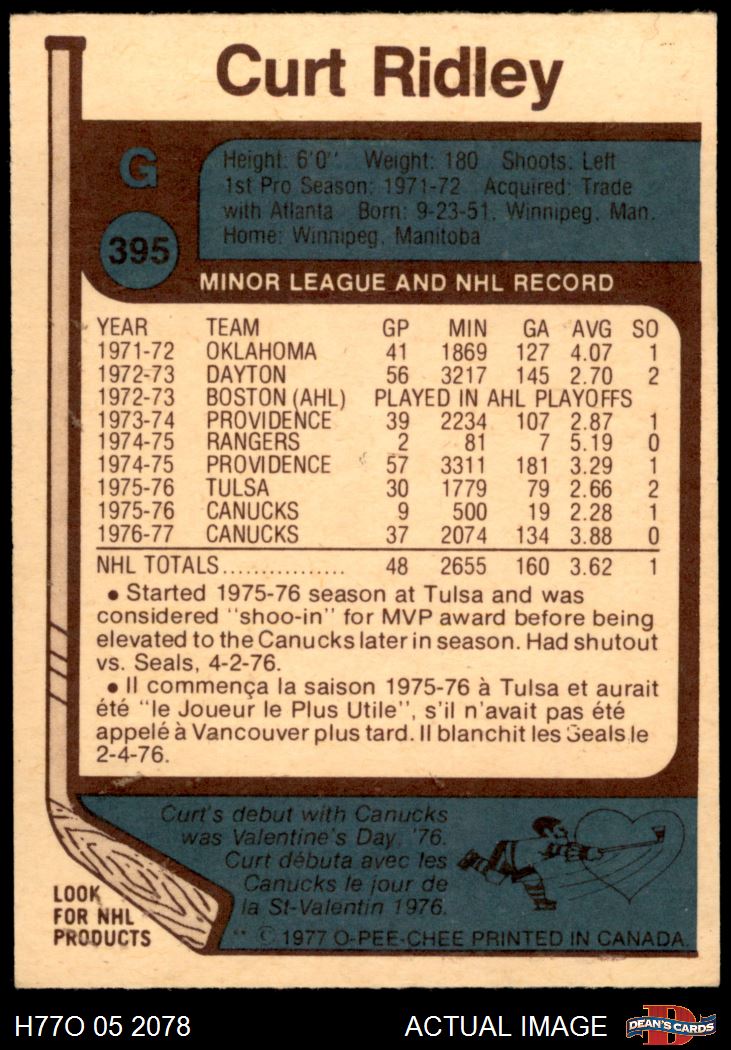 Curt Ridley
G
395
Height: 6'0'' Weight: 180 Shoots: Left
1st Pro Season: 1971-72 Acquired: Trade
with Atlanta Born: 9-23-51, Winnipeg, Man.
Home: Winnipeg, Manitoba
MINOR LEAGUE AND NHL RECORD
YEAR TEAM GP MIN GA AVG SO
1971-72 OKLAHOMA 41 1869 127 4.07 1
1972-73 DAYTON 56 3217 145 2.70 2
1972-73 BOSTON (AHL) PLAYED IN AHL PLAYOFFS
1973-74 PROVIDENCE 39 2234 107 2.87 1
1974-75 RANGERS 2 81 7 5.19 0
1974-75 PROVIDENCE 57 3311 181 3.29 1
1975-76 TULSA 30 1779 79 2.66 2
1975-76 CANUCKS 9 500 19 2.28 1
1976-77 CANUCKS 37 2074 134 3.88 0
NHL TOTALS................ 48 2655 160 3.62 1
• Started 1975-76 season at Tulsa and was
considered "shoo-in" for MVP award before being
elevated to the Canucks later in season. Had shutout
vs. Seals, 4-2-76.
• Il commença la saison 1975-76 à Tulsa et aurait
été "le Joueur le Plus Utile", s'il n'avait pas été
appelé à Vancouver plus tard. Il blanchit les Seals le
2-4-76.
Curt's debut with Canucks
was Valentine's Day, '76.
Curt débuta avec les
Canucks le jour de
la St-Valentin 1976.
LOOK
FOR NHL
PRODUCTS
** © 1977 O-PEE-CHEE PRINTED IN CANADA
H77O 05 2078 ACTUAL IMAGE
DEAN'S CARDS